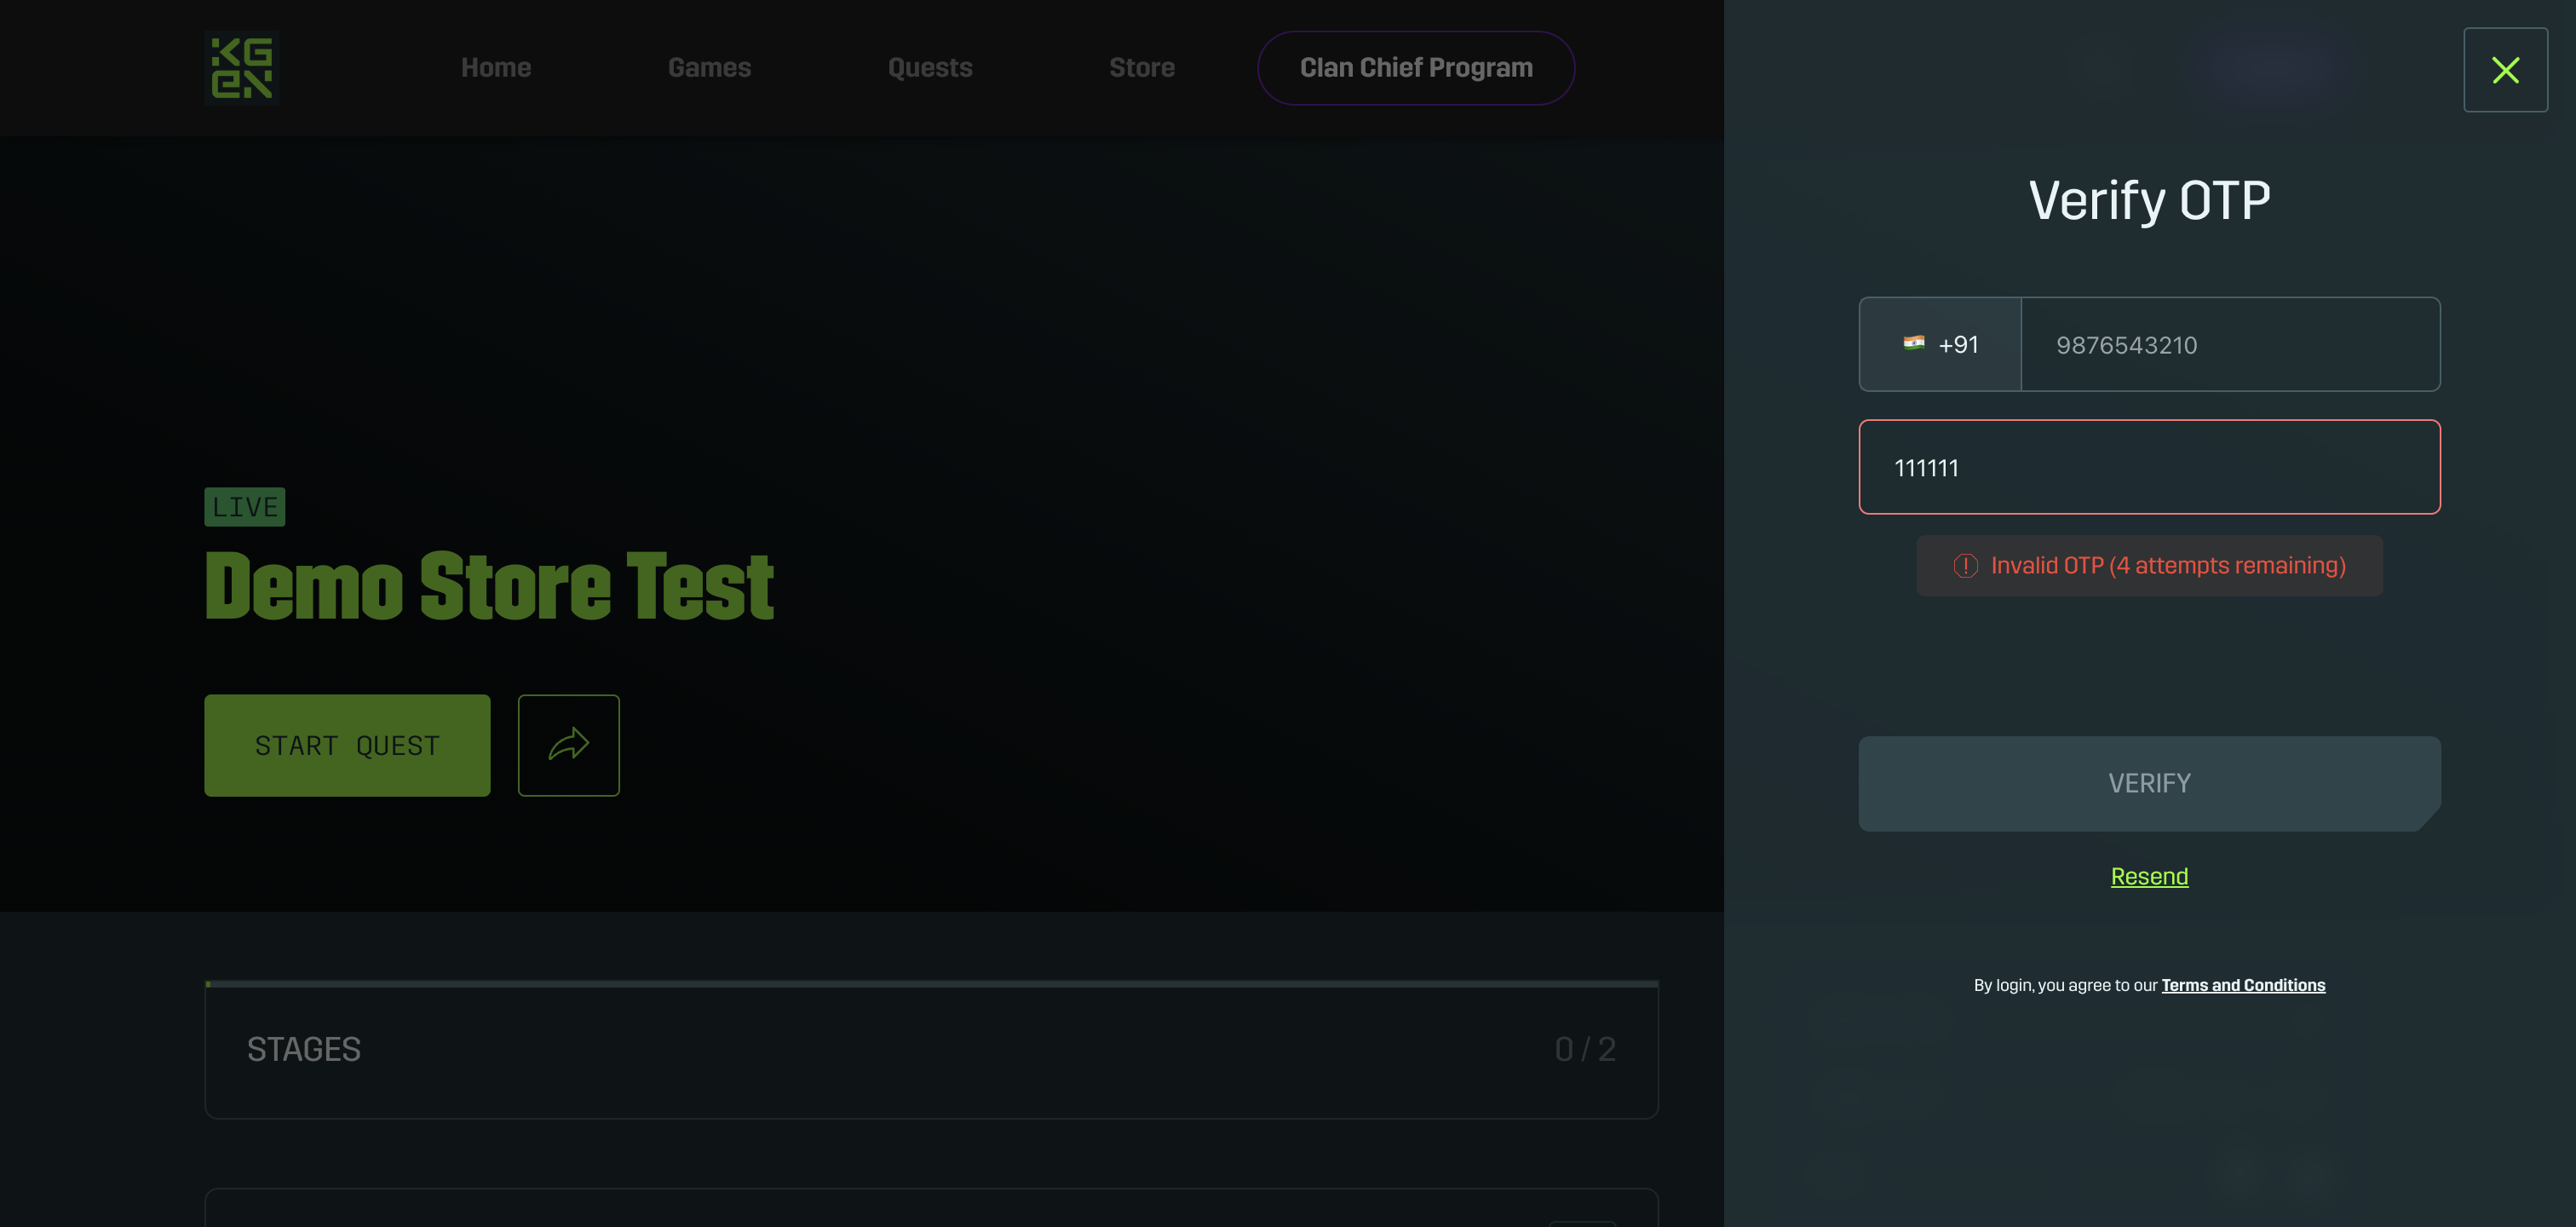 KGEN
Home
Games
Quests
Store
Clan Chief Program
LIVE
Demo Store Test
START QUEST
STAGES
0 / 2
Verify OTP
+91
9876543210
111111
Invalid OTP (4 attempts remaining)
VERIFY
Resend
By login, you agree to our Terms and Conditions